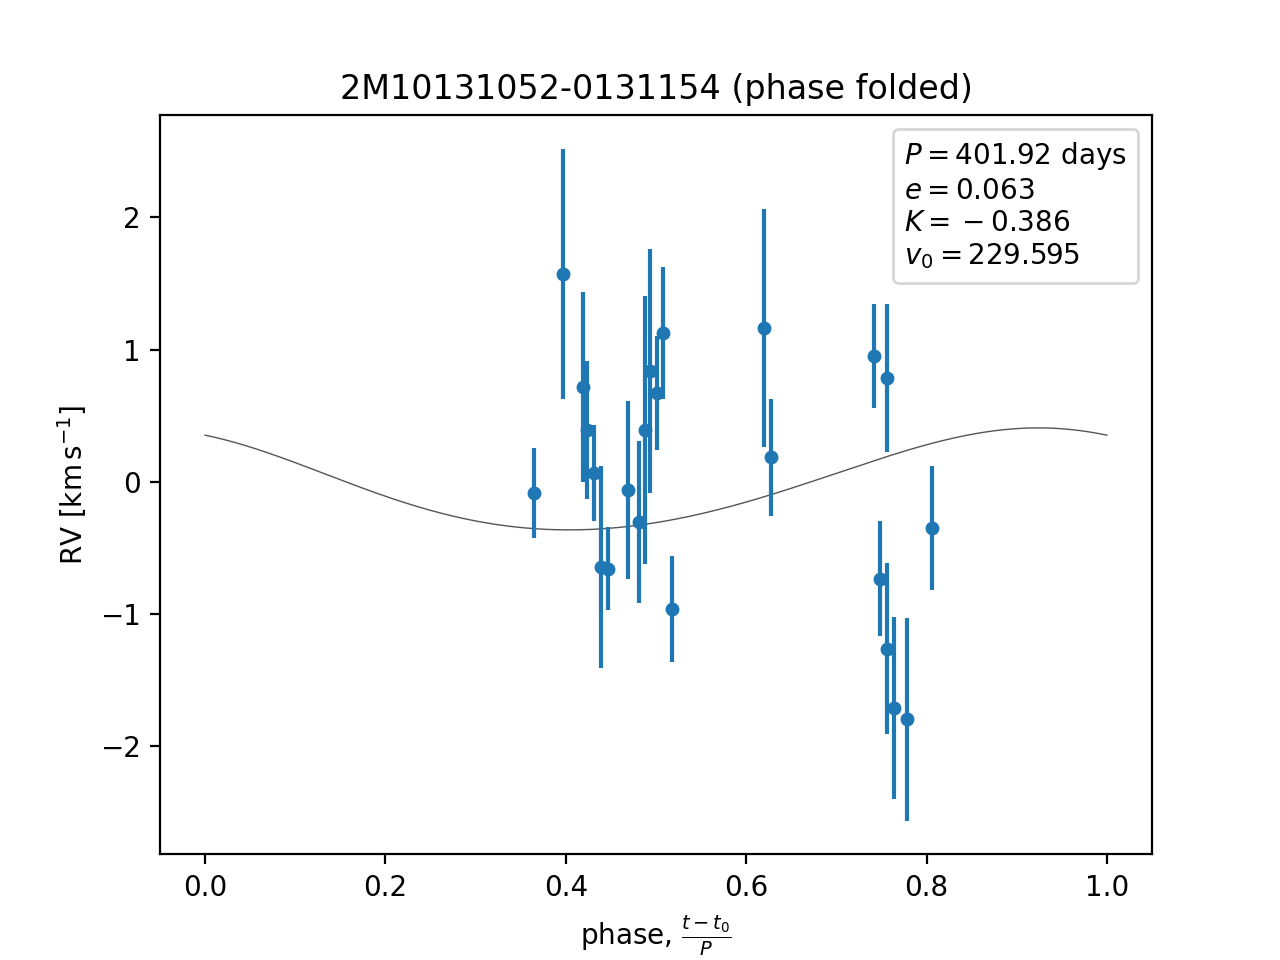 2M10131052-0131154 (phase folded)
P = 401.92 days
e = 0.063
K = −0.386
v₀ = 229.595
RV [km s⁻¹]
2
1
0
−1
−2
0.0 0.2 0.4 0.6 0.8 1.0
phase, (t − t₀)/P